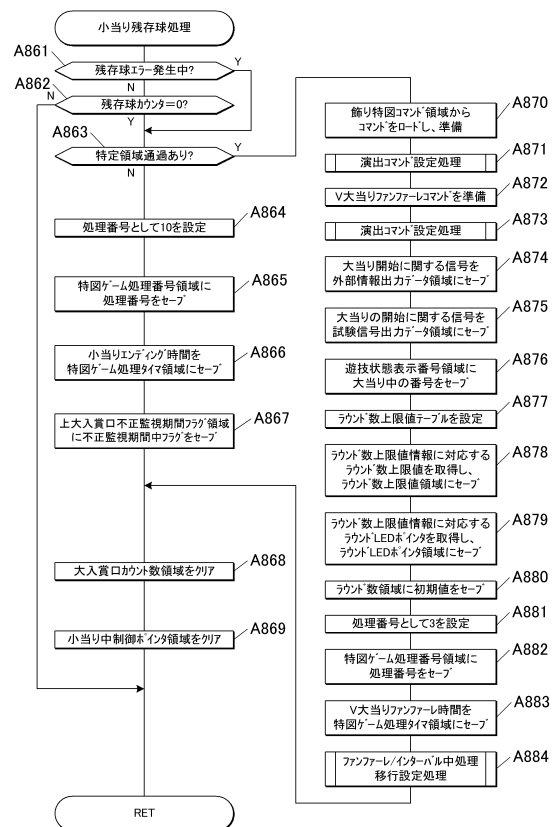 小当り残存球処理
A861
残存球エラー発生中?
Y
N
A862
N
残存球カウンタ=0?
Y
A863
特定領域通過あり?
Y
N
A864
処理番号として10を設定
A865
特図ゲーム処理番号領域に
処理番号をセーブ
A866
小当りエンディング時間を
特図ゲーム処理タイマ領域にセーブ
A867
上大入賞口不正監視期間フラグ領域
に不正監視期間中フラグをセーブ
A868
大入賞口カウント数領域をクリア
A869
小当り中制御ポインタ領域をクリア
RET
A870
飾り特図コマンド領域から
コマンドをロードし、準備
A871
演出コマンド設定処理
A872
V大当りファンファーレコマンドを準備
A873
演出コマンド設定処理
A874
大当り開始に関する信号を
外部情報出力データ領域にセーブ
A875
大当りの開始に関する信号を
試験信号出力データ領域にセーブ
A876
遊技状態表示番号領域に
大当り中の番号をセーブ
A877
ラウンド数上限値テーブルを設定
A878
ラウンド数上限値情報に対応する
ラウンド数上限値を取得し、
ラウンド数上限値領域にセーブ
A879
ラウンド数上限値情報に対応する
ラウンドLEDポインタを取得し、
ラウンドLEDポインタ領域にセーブ
A880
ラウンド数領域に初期値をセーブ
A881
処理番号として3を設定
A882
特図ゲーム処理番号領域に
処理番号をセーブ
A883
V大当りファンファーレ時間を
特図ゲーム処理タイマ領域にセーブ
A884
ファンファーレ/インターバル中処理
移行設定処理